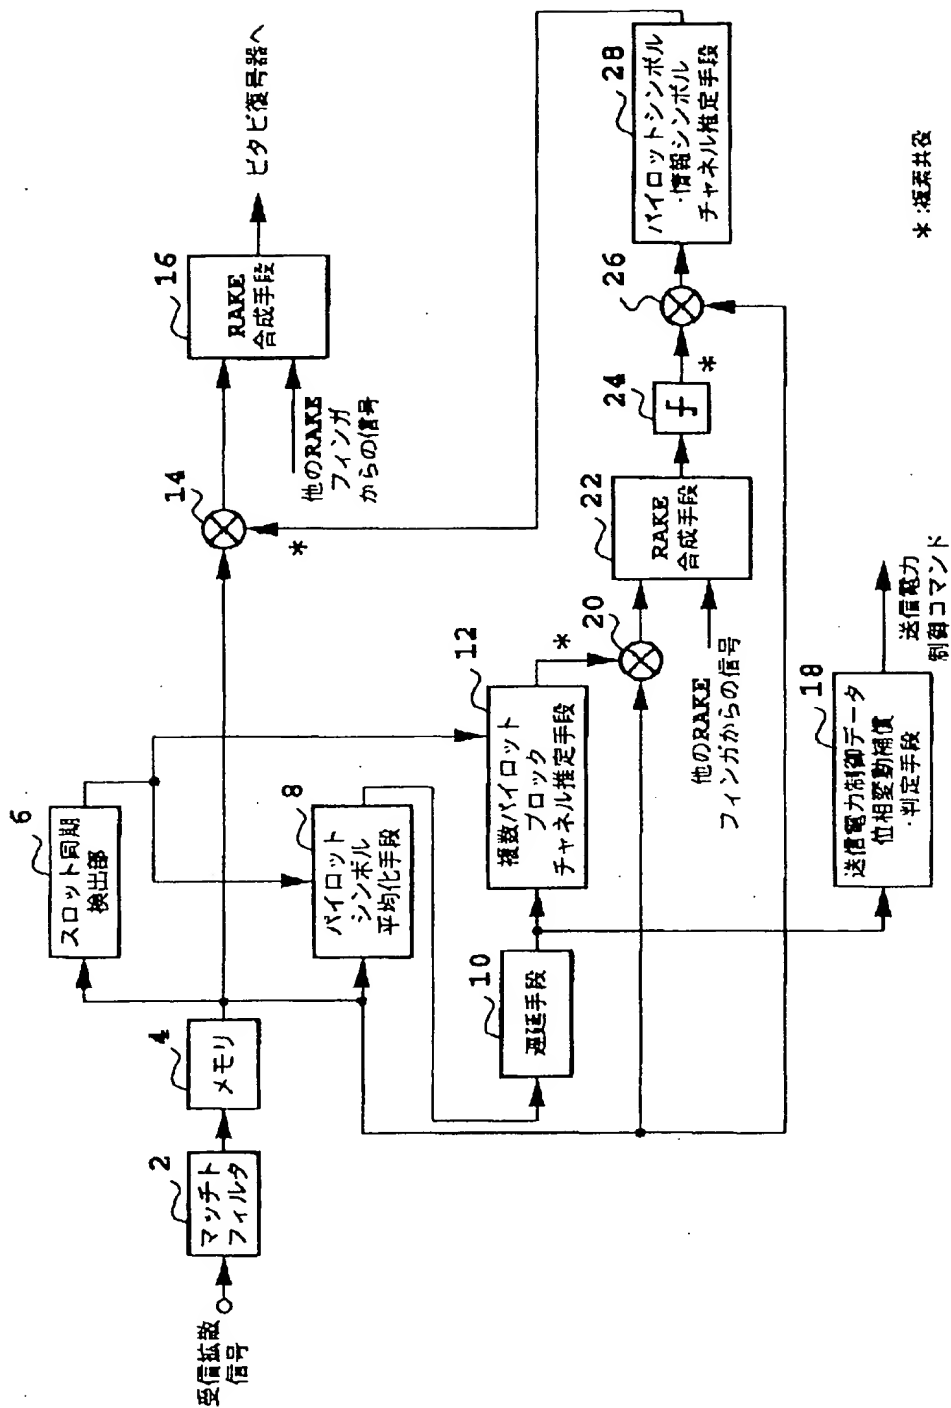 受信拡散
信号
2
マッチト
フィルタ
4
メモリ
6
スロット同期
検出部
8
パイロット
シンボル
平均化手段
10
遅延手段
12
複数パイロット
ブロック
チャネル推定手段
14
*
16
RAKE
合成手段
他のRAKE
フィンガ
からの信号
ビタビ復号器へ
18
送信電力制御データ
位相変動補償
・判定手段
送信電力
制御コマンド
20
*
22
RAKE
合成手段
他のRAKE
フィンガからの信号
24
*
26
28
パイロットシンボル
・情報シンボル
チャネル推定手段
* :複素共役